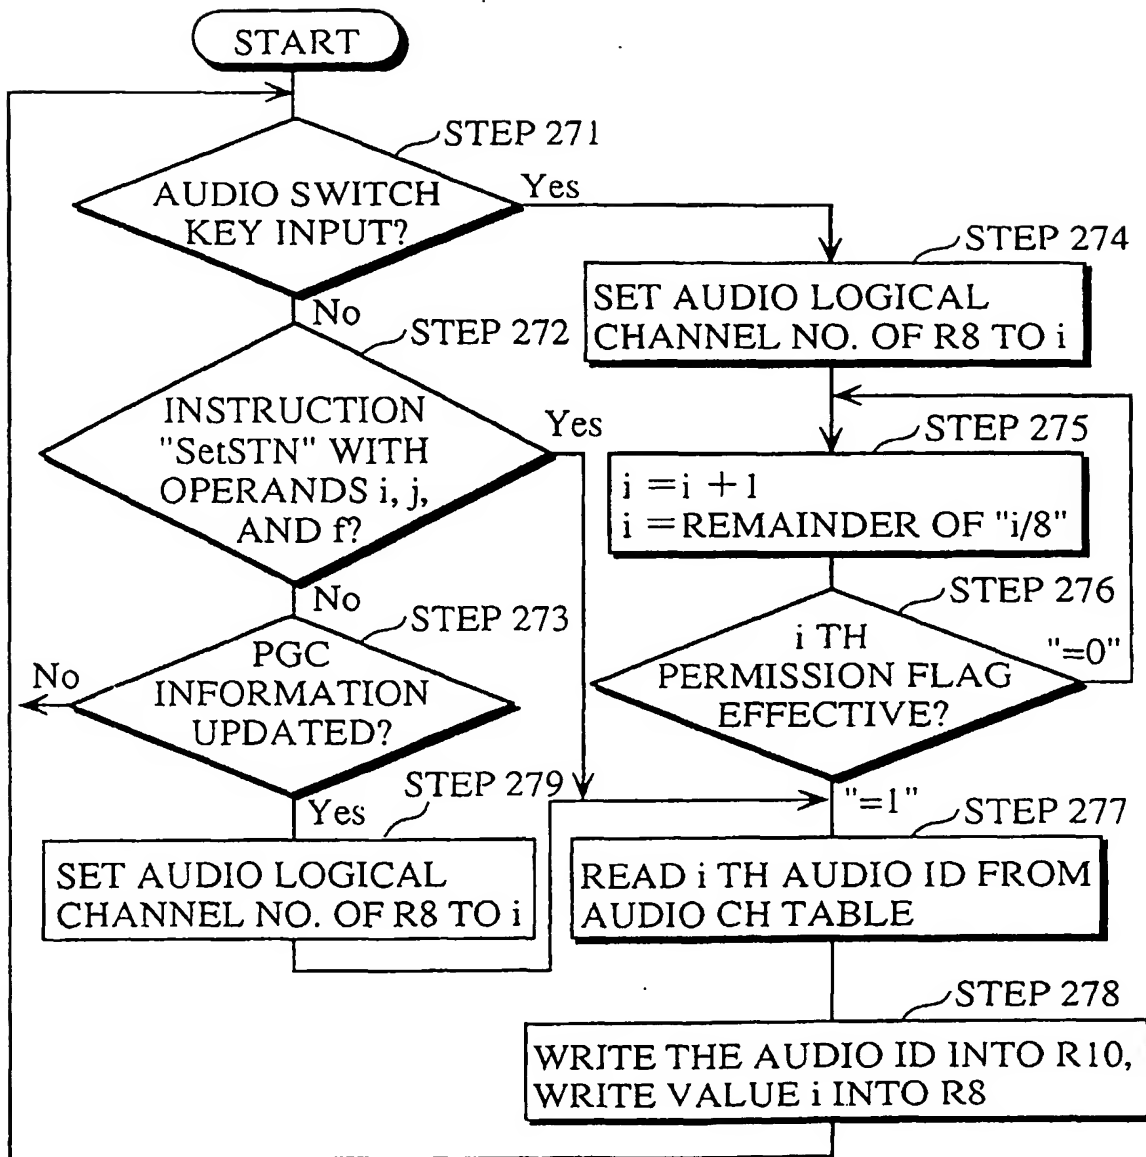 START
STEP 271
AUDIO SWITCH
KEY INPUT?
Yes
No
STEP 272
INSTRUCTION
"SetSTN" WITH
OPERANDS i, j,
AND f?
Yes
No
STEP 273
PGC
INFORMATION
UPDATED?
No
Yes
STEP 279
SET AUDIO LOGICAL
CHANNEL NO. OF R8 TO i
STEP 274
SET AUDIO LOGICAL
CHANNEL NO. OF R8 TO i
STEP 275
i = i + 1
i = REMAINDER OF "i/8"
STEP 276
i TH
PERMISSION FLAG
EFFECTIVE?
"=0"
"=1"
STEP 277
READ i TH AUDIO ID FROM
AUDIO CH TABLE
STEP 278
WRITE THE AUDIO ID INTO R10,
WRITE VALUE i INTO R8